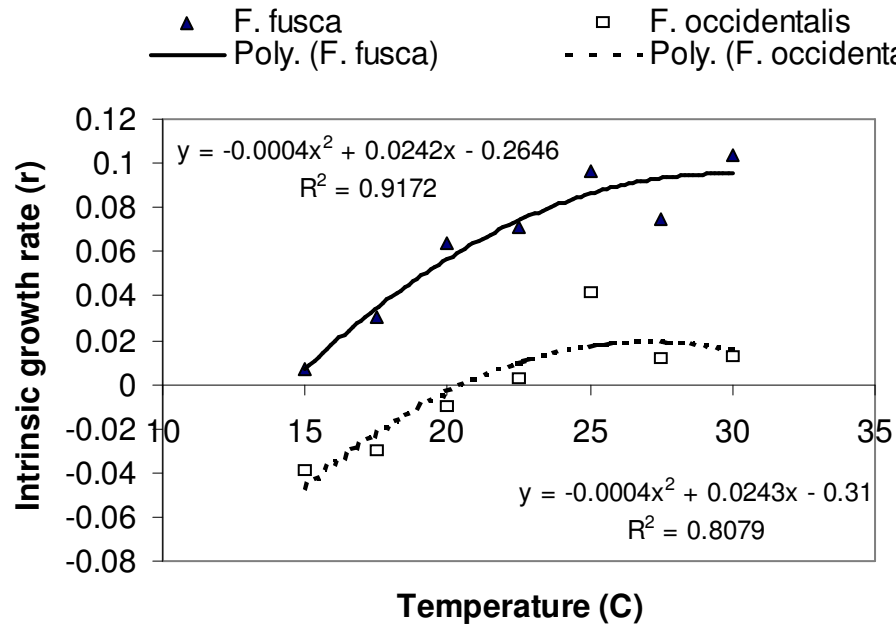 F. fusca
F. occidentalis
Poly. (F. fusca)
Poly. (F. occidenta
Intrinsic growth rate (r)
0.12
0.1
0.08
0.06
0.04
0.02
0
-0.02
-0.04
-0.06
-0.08
y = -0.0004x² + 0.0242x - 0.2646
R² = 0.9172
10
15
20
25
30
35
y = -0.0004x² + 0.0243x - 0.31
R² = 0.8079
Temperature (C)